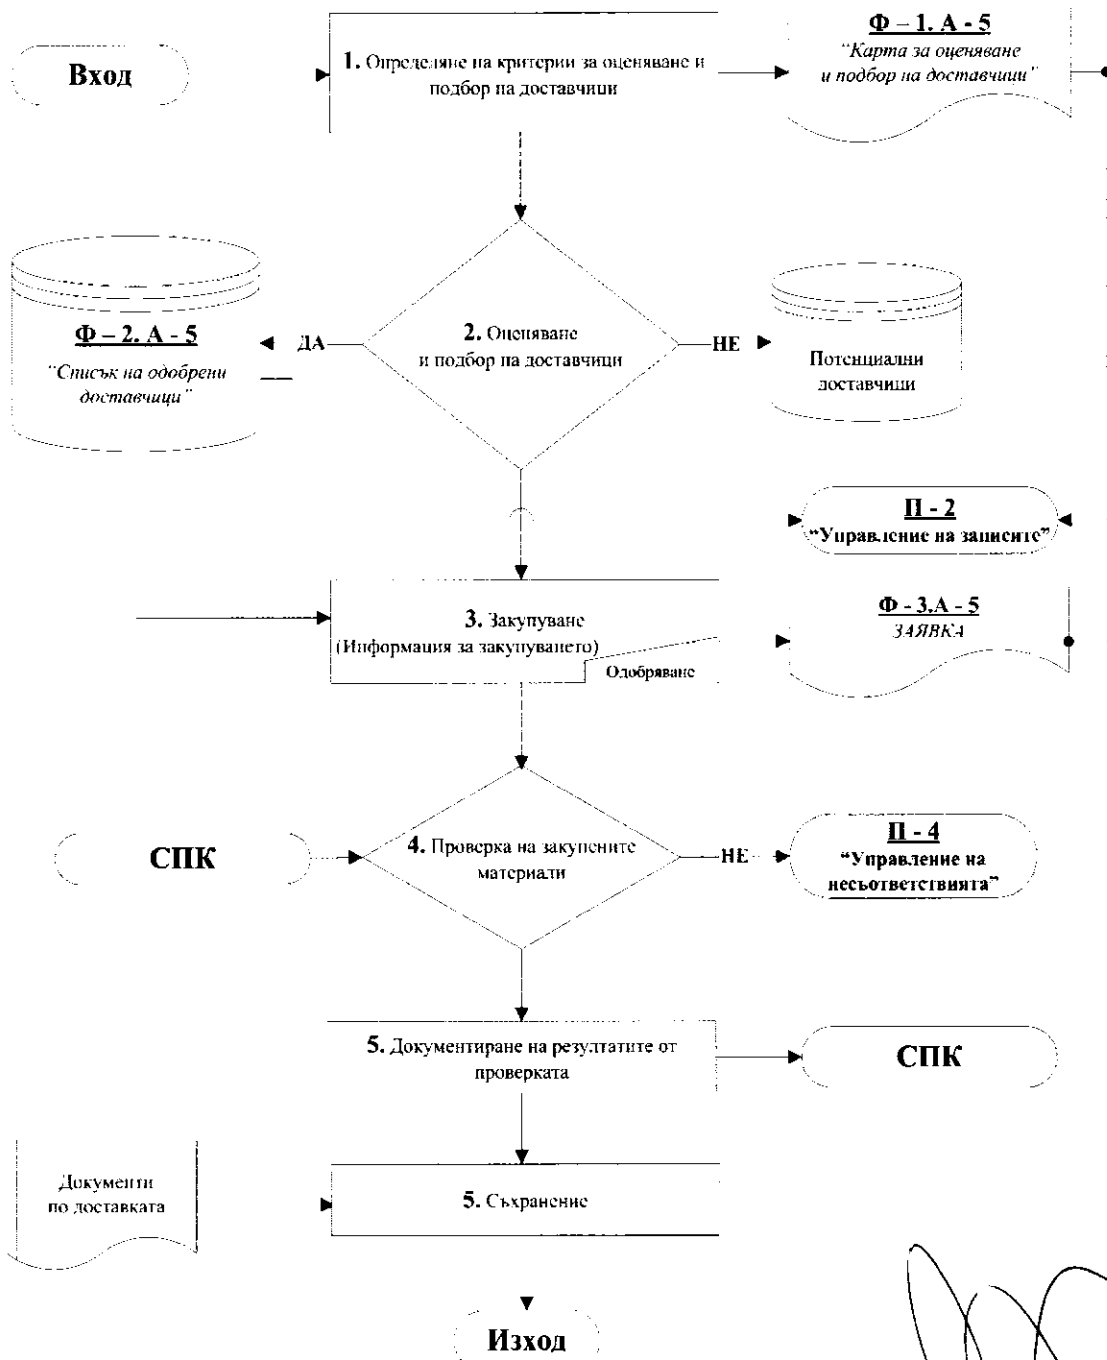 Вход
1. Определяне на критерии за оценяване и
подбор на доставчици
Ф – 1. А - 5
“Карта за оценяване
и подбор на доставчици”
Ф – 2. А - 5
“Списък на одобрени
доставчици”
ДА
2. Оценяване
и подбор на доставчици
НЕ
Потенциални
доставчици
П - 2
“Управление на записите”
3. Закупуване
(Информация за закупуването)
Одобряване
Ф - 3.А - 5
ЗАЯВКА
СПК
4. Проверка на закупените
материали
НЕ
П - 4
“Управление на
несъответствията”
5. Документиране на резултатите от
проверката
СПК
Документи
по доставката
5. Съхранение
Изход